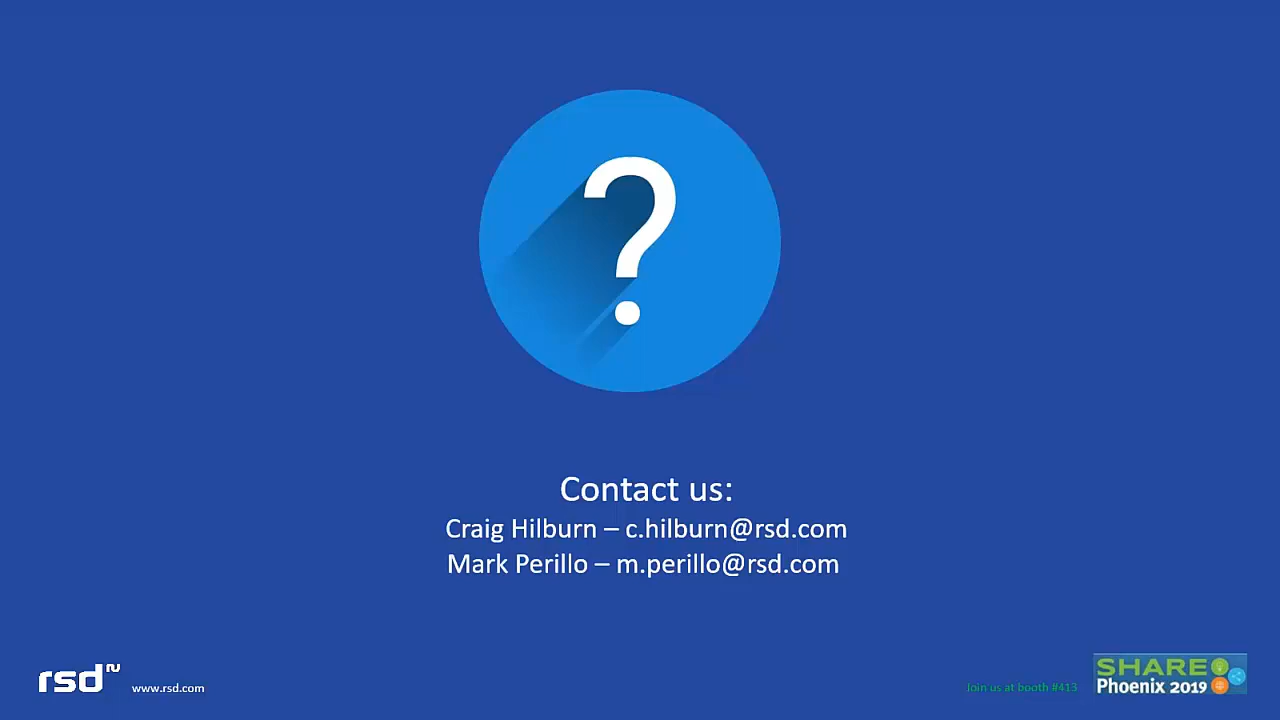 ?
Contact us:
Craig Hilburn – c.hilburn@rsd.com
Mark Perillo – m.perillo@rsd.com
rsd
www.rsd.com
Join us at booth #413
SHARE
Phoenix 2019